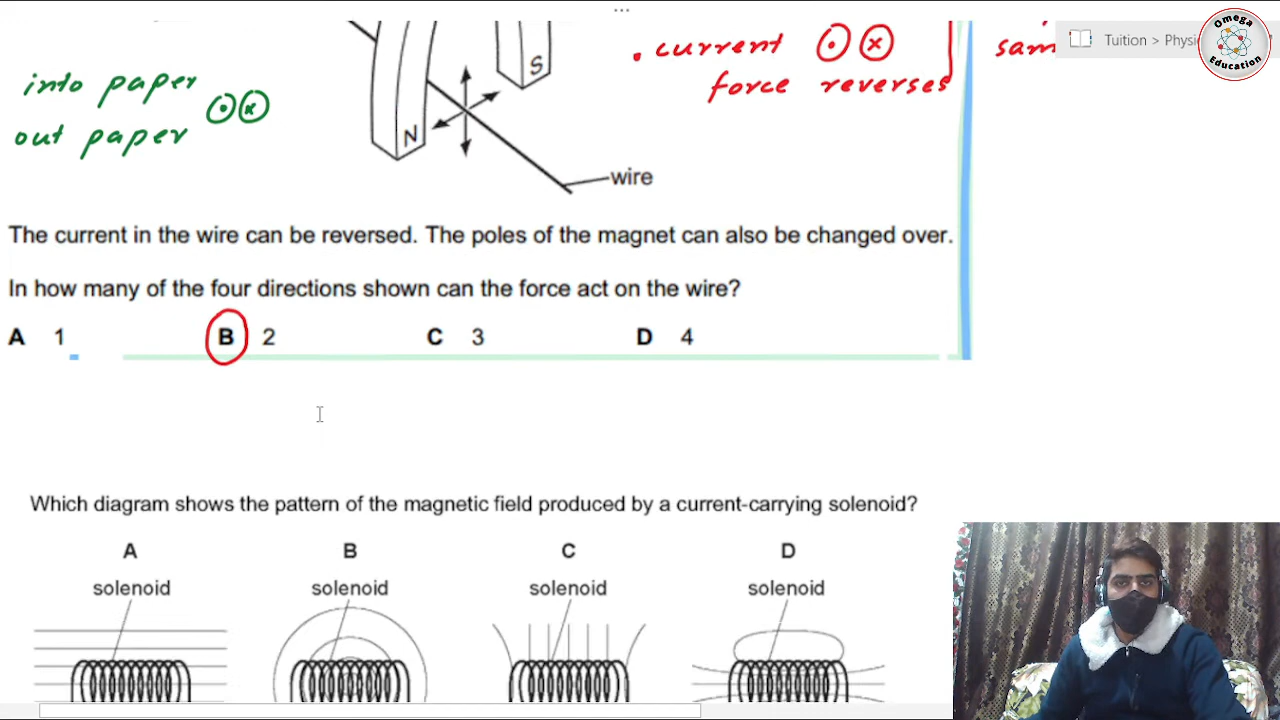 ...
. current
sam
Tuition > Physi
Omega
Education
into paper
force reverses
out paper
S
N
wire
The current in the wire can be reversed. The poles of the magnet can also be changed over.
In how many of the four directions shown can the force act on the wire?
A 1 B 2 C 3 D 4
Which diagram shows the pattern of the magnetic field produced by a current-carrying solenoid?
A B C D
solenoid solenoid solenoid solenoid